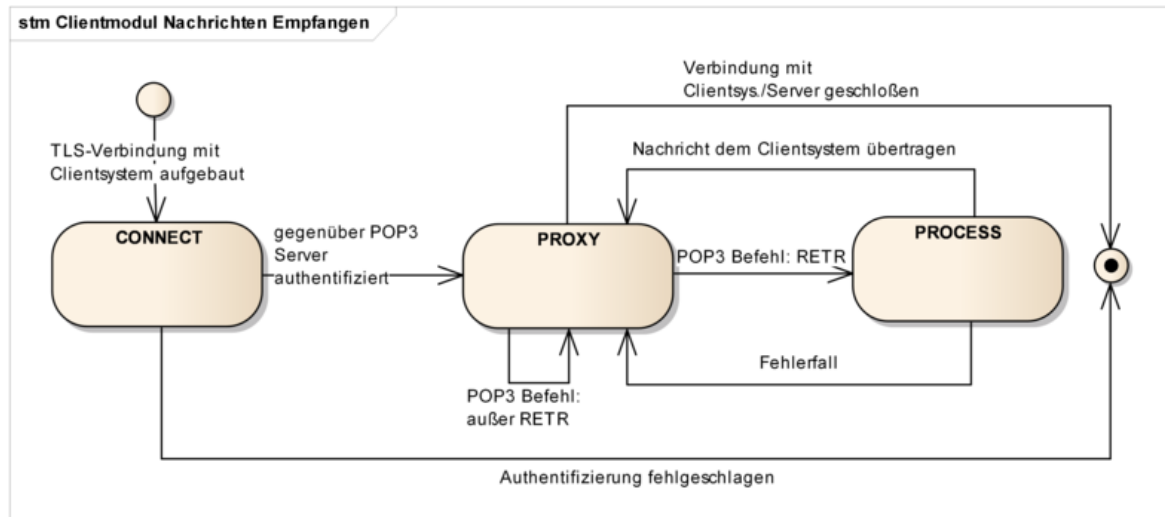 stm Clientmodul Nachrichten Empfangen
Verbindung mit
Clientsys./Server geschloßen
TLS-Verbindung mit
Clientsystem aufgebaut
Nachricht dem Clientsystem übertragen
CONNECT
gegenüber POP3
Server
authentifiziert
PROXY
POP3 Befehl: RETR
PROCESS
Fehlerfall
POP3 Befehl:
außer RETR
Authentifizierung fehlgeschlagen